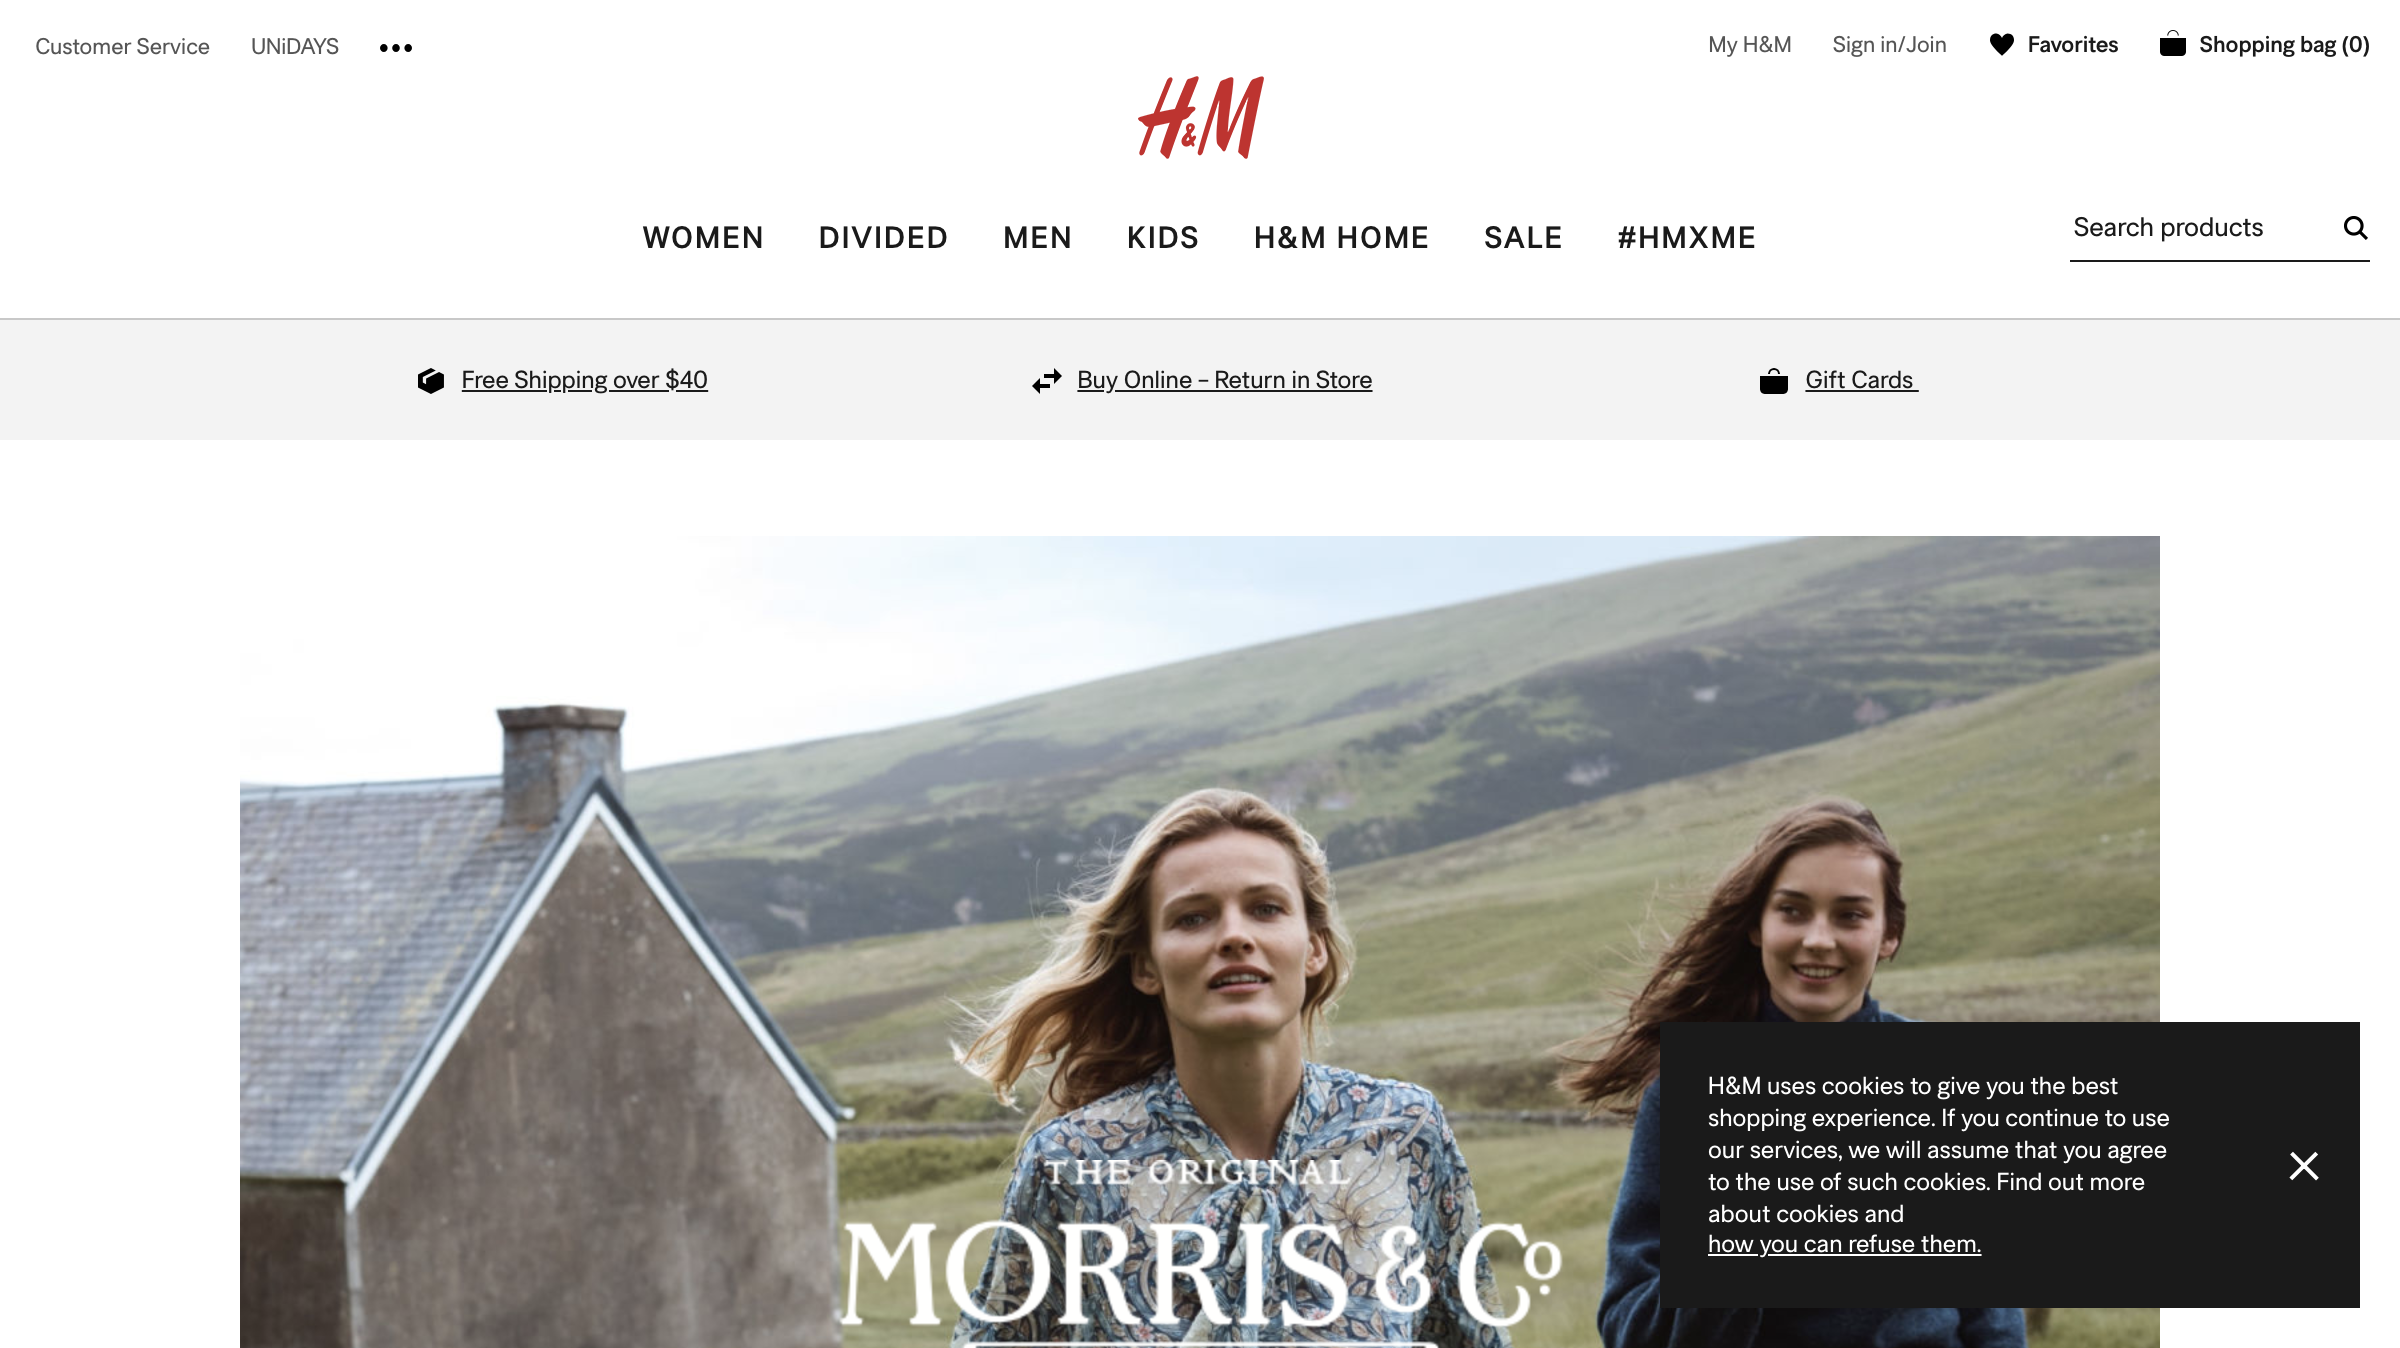 Customer Service
UNiDAYS
My H&M
Sign in/Join
Favorites
Shopping bag (0)
H&M
WOMEN
DIVIDED
MEN
KIDS
H&M HOME
SALE
#HMXME
Search products
Free Shipping over $40
Buy Online – Return in Store
Gift Cards
THE ORIGINAL
MORRIS & Co.
H&M uses cookies to give you the best
shopping experience. If you continue to use
our services, we will assume that you agree
to the use of such cookies. Find out more
about cookies and
how you can refuse them.